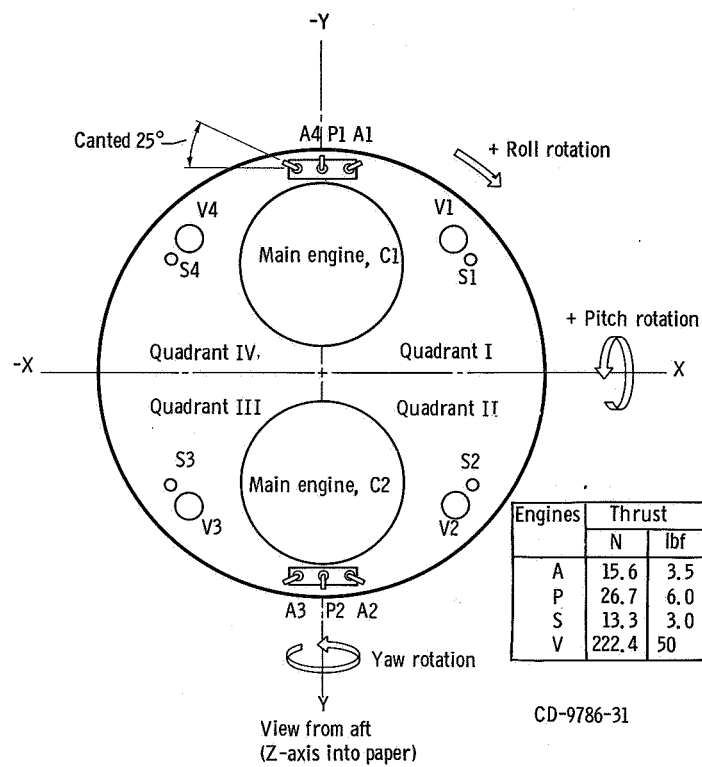 -Y
Canted 25°
A4 P1 A1
+ Roll rotation
V4
V1
S4
S1
Main engine, C1
+ Pitch rotation
-X
Quadrant IV
Quadrant I
X
Quadrant III
Quadrant II
S3
S2
Main engine, C2
V3
V2
Engines Thrust
N lbf
A 15.6 3.5
P 26.7 6.0
S 13.3 3.0
V 222.4 50
A3 P2 A2
Yaw rotation
Y
CD-9786-31
View from aft
(Z-axis into paper)